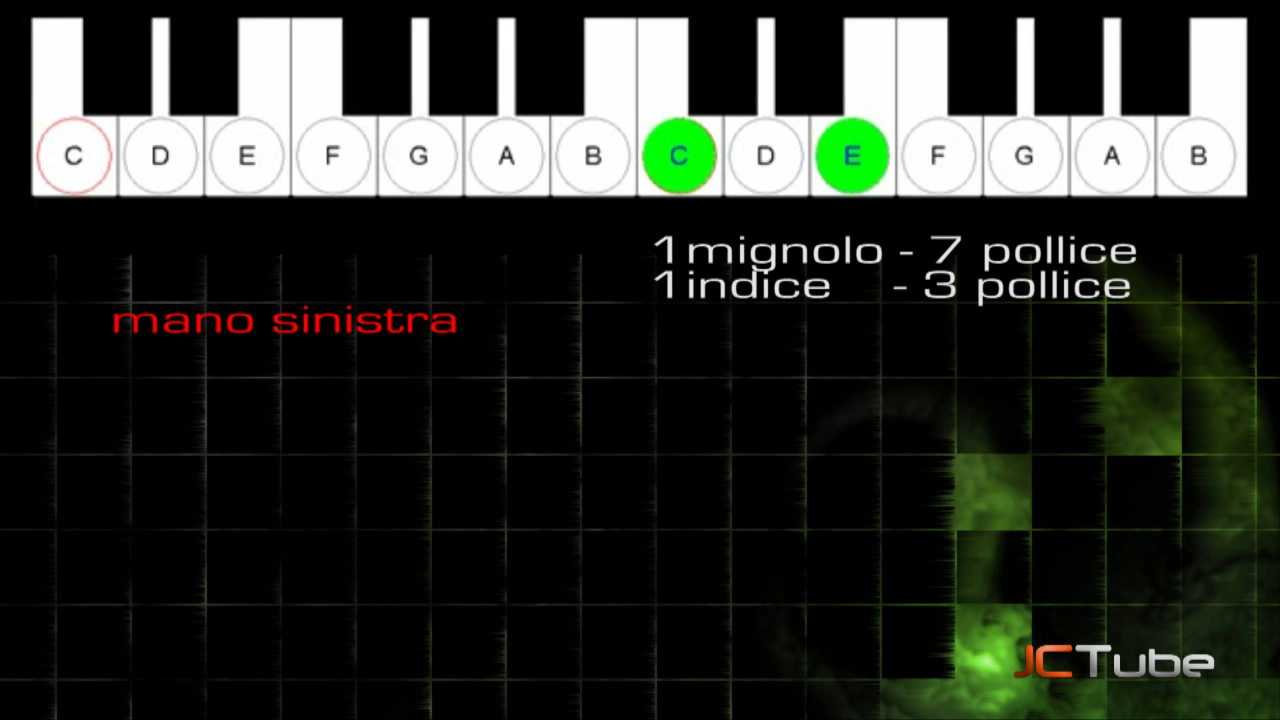 C D E F G A B C D E F G A B
1 mignolo - 7 pollice
1 indice - 3 pollice
mano sinistra
JCTube